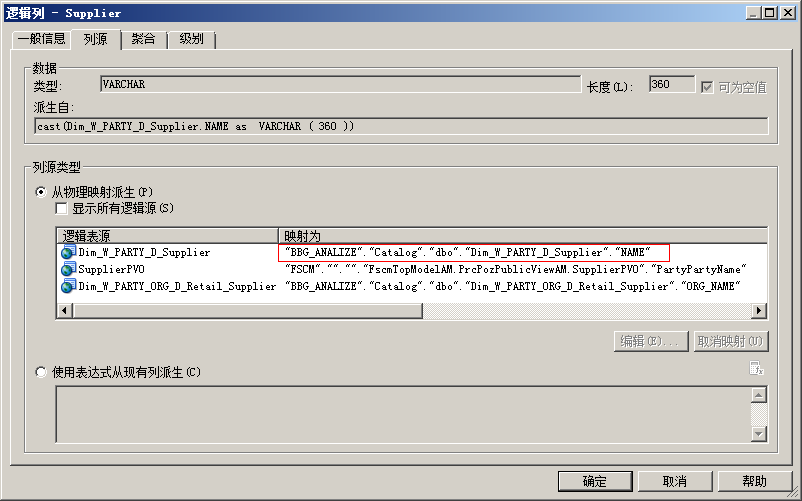 逻辑列 - Supplier
一般信息 列源 聚合 级别
数据
类型: VARCHAR 长度(L): 360 可为空值
派生自:
cast(Dim_W_PARTY_D_Supplier.NAME as  VARCHAR ( 360 ))
列源类型
从物理映射派生(P)
显示所有逻辑源(S)
逻辑表源 映射为
Dim_W_PARTY_D_Supplier "BBG_ANALIZE"."Catalog"."dbo"."Dim_W_PARTY_D_Supplier"."NAME"
SupplierPVO "FSCM"."".""."FscmTopModelAM.PrcPozPublicViewAM.SupplierPVO"."PartyPartyName"
Dim_W_PARTY_ORG_D_Retail_Supplier "BBG_ANALIZE"."Catalog"."dbo"."Dim_W_PARTY_ORG_D_Retail_Supplier"."ORG_NAME"
编辑(E)... 取消映射(U)
使用表达式从现有列派生(C)
确定 取消 帮助